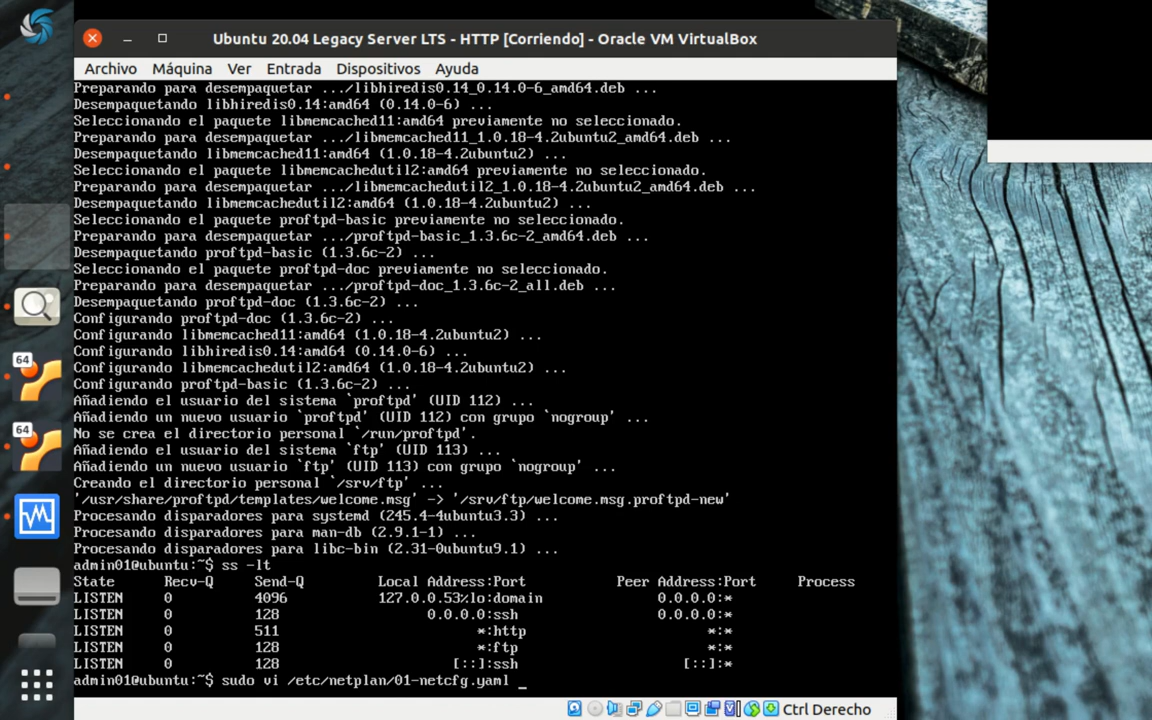 Ubuntu 20.04 Legacy Server LTS - HTTP [Corriendo] - Oracle VM VirtualBox
Archivo Máquina Ver Entrada Dispositivos Ayuda
Preparando para desempaquetar .../libhiredis0.14_0.14.0-6_amd64.deb ...
Desempaquetando libhiredis0.14:amd64 (0.14.0-6) ...
Seleccionando el paquete libmemcached11:amd64 previamente no seleccionado.
Preparando para desempaquetar .../libmemcached11_1.0.18-4.2ubuntu2_amd64.deb ...
Desempaquetando libmemcached11:amd64 (1.0.18-4.2ubuntu2) ...
Seleccionando el paquete libmemcachedutil2:amd64 previamente no seleccionado.
Preparando para desempaquetar .../libmemcachedutil2_1.0.18-4.2ubuntu2_amd64.deb ...
Desempaquetando libmemcachedutil2:amd64 (1.0.18-4.2ubuntu2) ...
Seleccionando el paquete proftpd-basic previamente no seleccionado.
Preparando para desempaquetar .../proftpd-basic_1.3.6c-2_amd64.deb ...
Desempaquetando proftpd-basic (1.3.6c-2) ...
Seleccionando el paquete proftpd-doc previamente no seleccionado.
Preparando para desempaquetar .../proftpd-doc_1.3.6c-2_all.deb ...
Desempaquetando proftpd-doc (1.3.6c-2) ...
Configurando proftpd-doc (1.3.6c-2) ...
Configurando libmemcached11:amd64 (1.0.18-4.2ubuntu2) ...
Configurando libhiredis0.14:amd64 (0.14.0-6) ...
Configurando libmemcachedutil2:amd64 (1.0.18-4.2ubuntu2) ...
Configurando proftpd-basic (1.3.6c-2) ...
Añadiendo el usuario del sistema `proftpd' (UID 112) ...
Añadiendo un nuevo usuario `proftpd' (UID 112) con grupo `nogroup' ...
No se crea el directorio personal `/run/proftpd'.
Añadiendo el usuario del sistema `ftp' (UID 113) ...
Añadiendo un nuevo usuario `ftp' (UID 113) con grupo `nogroup' ...
Creando el directorio personal `/srv/ftp' ...
'/usr/share/proftpd/templates/welcome.msg' -> '/srv/ftp/welcome.msg.proftpd-new'
Procesando disparadores para systemd (245.4-4ubuntu3.3) ...
Procesando disparadores para man-db (2.9.1-1) ...
Procesando disparadores para libc-bin (2.31-0ubuntu9.1) ...
admin01@ubuntu:~$ ss -lt
State Recv-Q Send-Q Local Address:Port Peer Address:Port Process
LISTEN 0 4096 127.0.0.53%lo:domain 0.0.0.0:*
LISTEN 0 128 0.0.0.0:ssh 0.0.0.0:*
LISTEN 0 511 *:http *:*
LISTEN 0 128 *:ftp *:*
LISTEN 0 128 [::]:ssh [::]:*
admin01@ubuntu:~$ sudo vi /etc/netplan/01-netcfg.yaml _
64
64
Ctrl Derecho